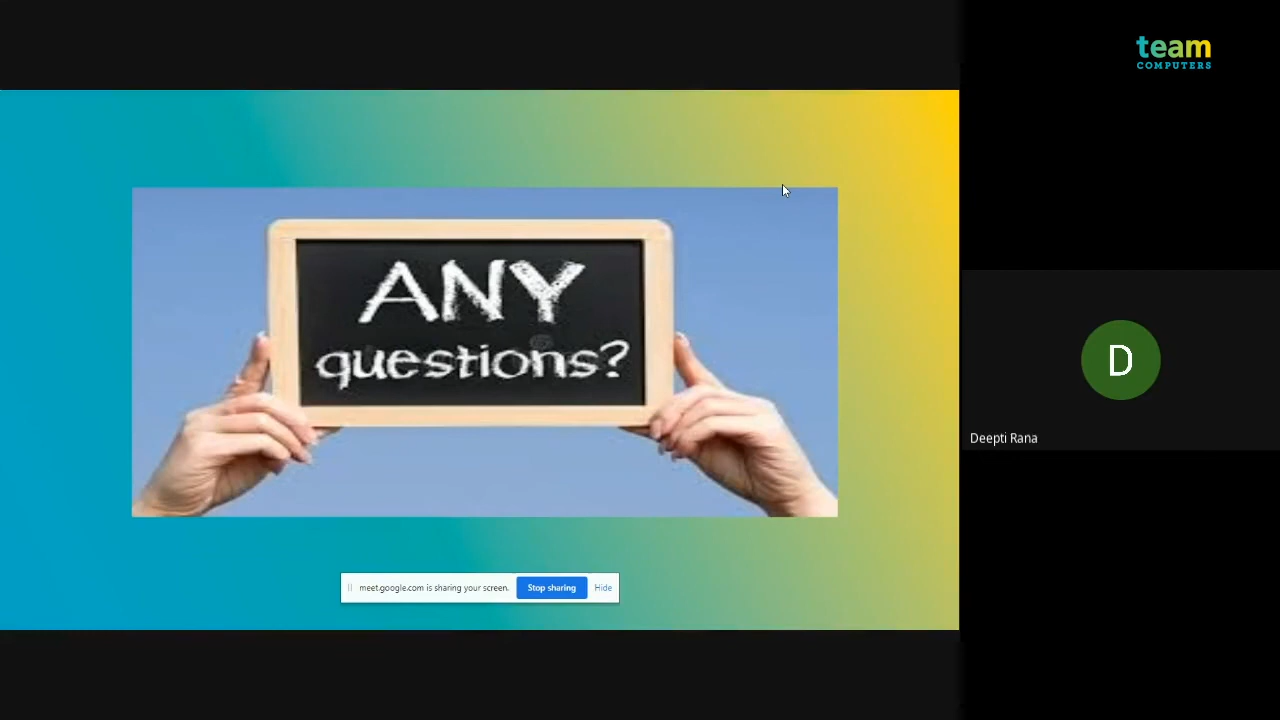 team
COMPUTERS
ANY
questions?
D
Deepti Rana
meet.google.com is sharing your screen.
Stop sharing
Hide